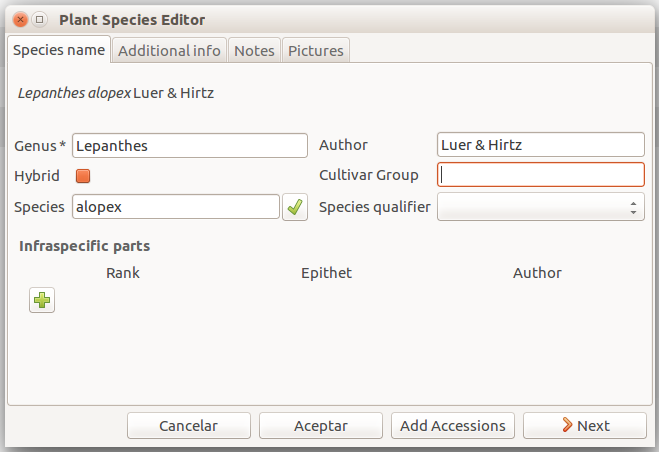 Plant Species Editor
Species name Additional info Notes Pictures
Lepanthes alopex Luer & Hirtz
Genus * Lepanthes Author Luer & Hirtz
Hybrid Cultivar Group
Species alopex Species qualifier
Infraspecific parts
Rank Epithet Author
Cancelar Aceptar Add Accessions Next